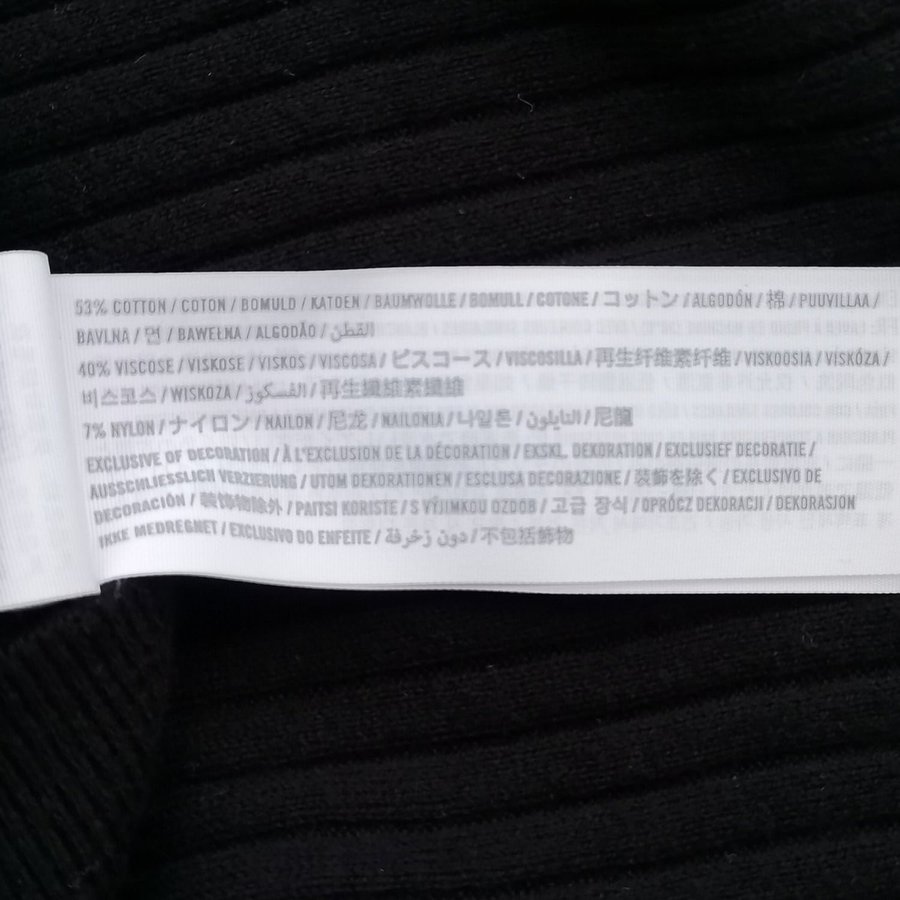 53% COTTON / COTON / BOMULD / KATOEN / BAUMWOLLE / BOMULL / COTONE / コットン / ALGODÓN / 棉 / PUUVILLAA /
BAVLNA / 면 / BAWEŁNA / ALGODÃO / القطن
40% VISCOSE / VISKOSE / VISKOS / VISCOSA / ビスコース / VISCOSILLA / 再生纤维素纤维 / VISKOOSIA / VISKÓZA /
비스코스 / WISKOZA / الفسكوز / 再生纖維素纖維
7% NYLON / ナイロン / NAILON / 尼龙 / NAILONIA / 나일론 / النايلون / 尼龍
EXCLUSIVE OF DECORATION / À L'EXCLUSION DE LA DÉCORATION / EKSKL. DEKORATION / EXCLUSIEF DECORATIE /
AUSSCHLIESSLICH VERZIERUNG / UTOM DEKORATIONEN / ESCLUSA DECORAZIONE / 装飾を除く / EXCLUSIVO DE
DECORACIÓN / 装饰物除外 / PAITSI KORISTE / S VÝJIMKOU OZDOB / 고급 장식 / OPRÓCZ DEKORACJI / DEKORASJON
IKKE MEDREGNET / EXCLUSIVO DO ENFEITE / دون زخرفة / 不包括飾物